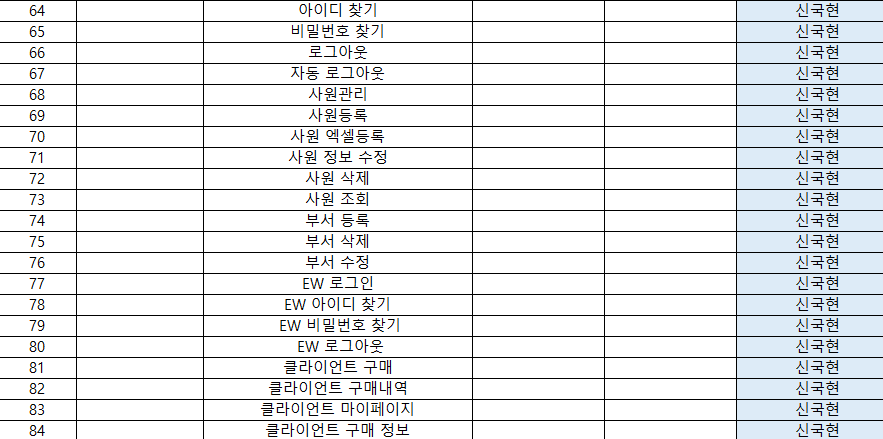 64 아이디 찾기 신국현
65 비밀번호 찾기 신국현
66 로그아웃 신국현
67 자동 로그아웃 신국현
68 사원관리 신국현
69 사원등록 신국현
70 사원 엑셀등록 신국현
71 사원 정보 수정 신국현
72 사원 삭제 신국현
73 사원 조회 신국현
74 부서 등록 신국현
75 부서 삭제 신국현
76 부서 수정 신국현
77 EW 로그인 신국현
78 EW 아이디 찾기 신국현
79 EW 비밀번호 찾기 신국현
80 EW 로그아웃 신국현
81 클라이언트 구매 신국현
82 클라이언트 구매내역 신국현
83 클라이언트 마이페이지 신국현
84 클라이언트 구매 정보 신국현